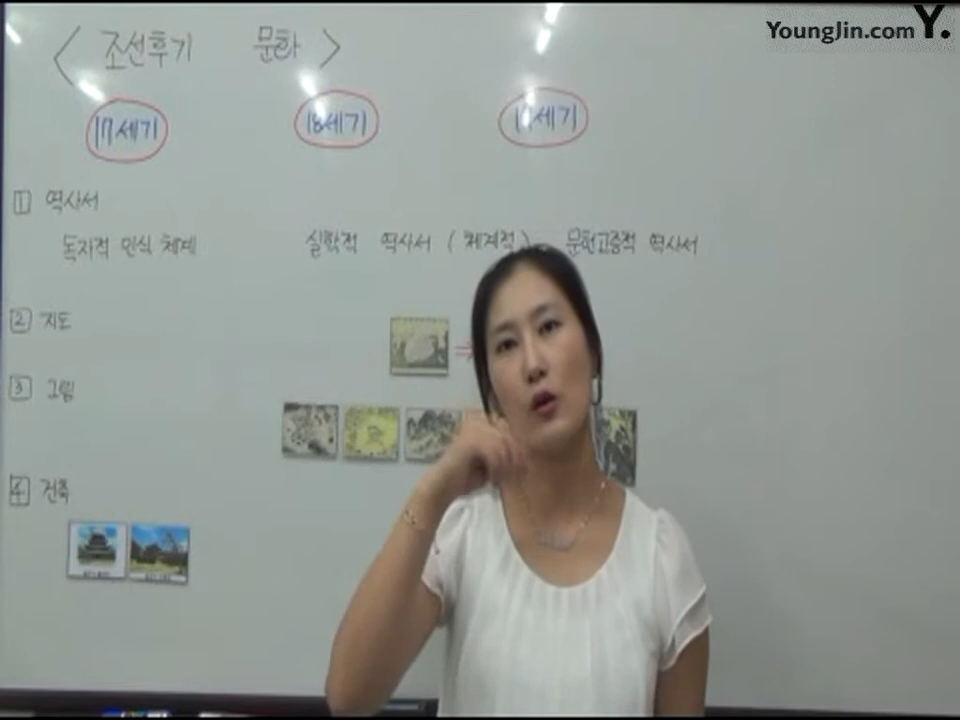 YoungJin.com Y.
< 조선후기 문화 >
17세기 18세기 19세기
1 역사서
독자적 인식 체계 실학적 역사서 (체계적) 문헌고증적 역사서
2 지도
3 그림
4 건축